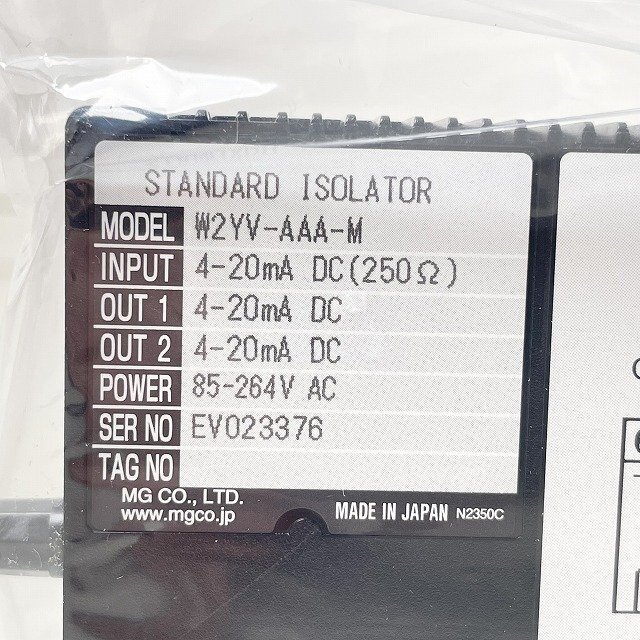 STANDARD ISOLATOR
MODEL W2YV-AAA-M
INPUT 4-20mA DC(250Ω)
OUT 1 4-20mA DC
OUT 2 4-20mA DC
POWER 85-264V AC
SER NO EV023376
TAG NO
MG CO., LTD.
www.mgco.jp MADE IN JAPAN N2350C